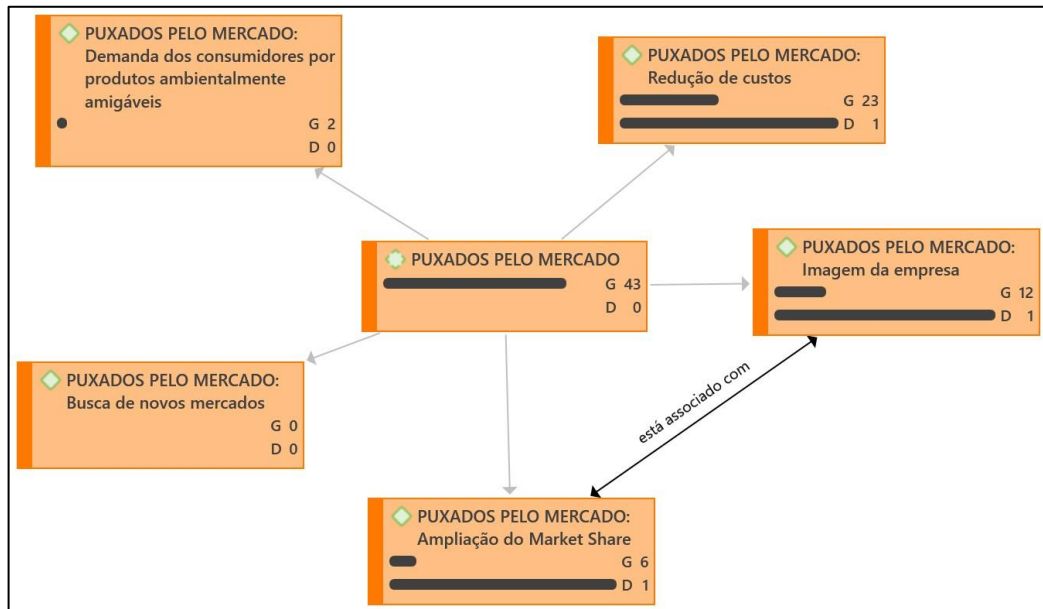 PUXADOS PELO MERCADO:
Demanda dos consumidores por
produtos ambientalmente
amigáveis
G 2
D 0
PUXADOS PELO MERCADO:
Redução de custos
G 23
D 1
PUXADOS PELO MERCADO
G 43
D 0
PUXADOS PELO MERCADO:
Imagem da empresa
G 12
D 1
PUXADOS PELO MERCADO:
Busca de novos mercados
G 0
D 0
está associado com
PUXADOS PELO MERCADO:
Ampliação do Market Share
G 6
D 1